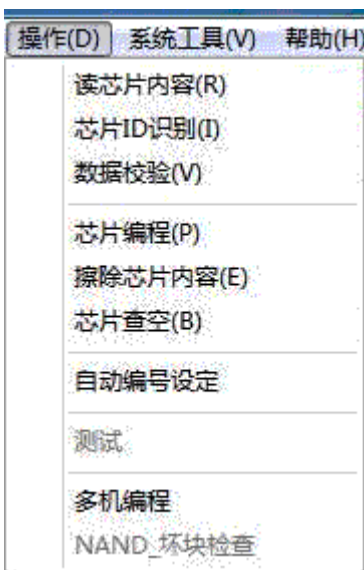 操作(D) 系统工具(V) 帮助(H)
读芯片内容(R)
芯片ID识别(I)
数据校验(V)
芯片编程(P)
擦除芯片内容(E)
芯片查空(B)
自动编号设定
测试
多机编程
NAND_坏块检查